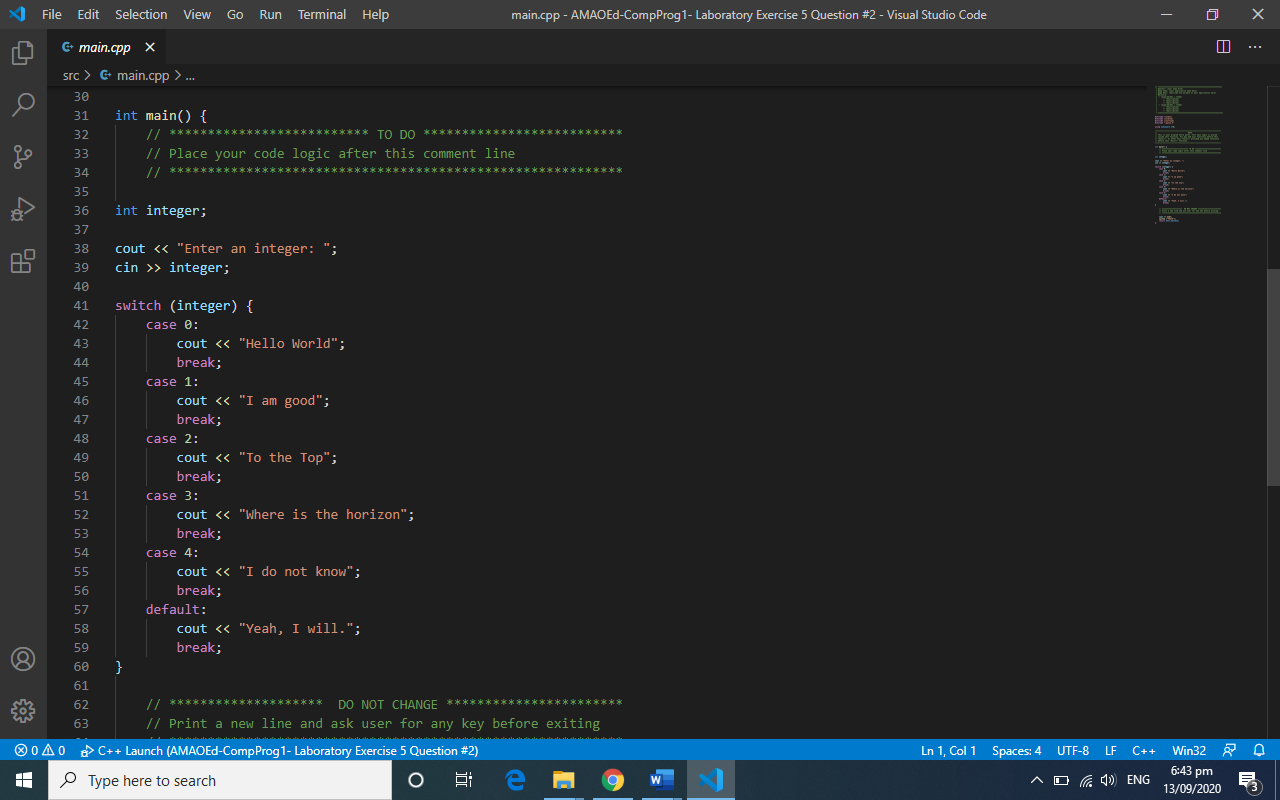 File Edit Selection View Go Run Terminal Help main.cpp - AMAOEd-CompProg1- Laboratory Exercise 5 Question #2 - Visual Studio Code
main.cpp
src > main.cpp > ...
30
31 int main() {
32 // ************************** TO DO **************************
33 // Place your code logic after this comment line
34 // ***********************************************************
35
36 int integer;
37
38 cout << "Enter an integer: ";
39 cin >> integer;
40
41 switch (integer) {
42 case 0:
43 cout << "Hello World";
44 break;
45 case 1:
46 cout << "I am good";
47 break;
48 case 2:
49 cout << "To the Top";
50 break;
51 case 3:
52 cout << "Where is the horizon";
53 break;
54 case 4:
55 cout << "I do not know";
56 break;
57 default:
58 cout << "Yeah, I will.";
59 break;
60 }
61
62 // ******************** DO NOT CHANGE ***********************
63 // Print a new line and ask user for any key before exiting
0 0 C++ Launch (AMAOEd-CompProg1- Laboratory Exercise 5 Question #2) Ln 1, Col 1 Spaces: 4 UTF-8 LF C++ Win32
Type here to search ENG 6:43 pm
13/09/2020 3